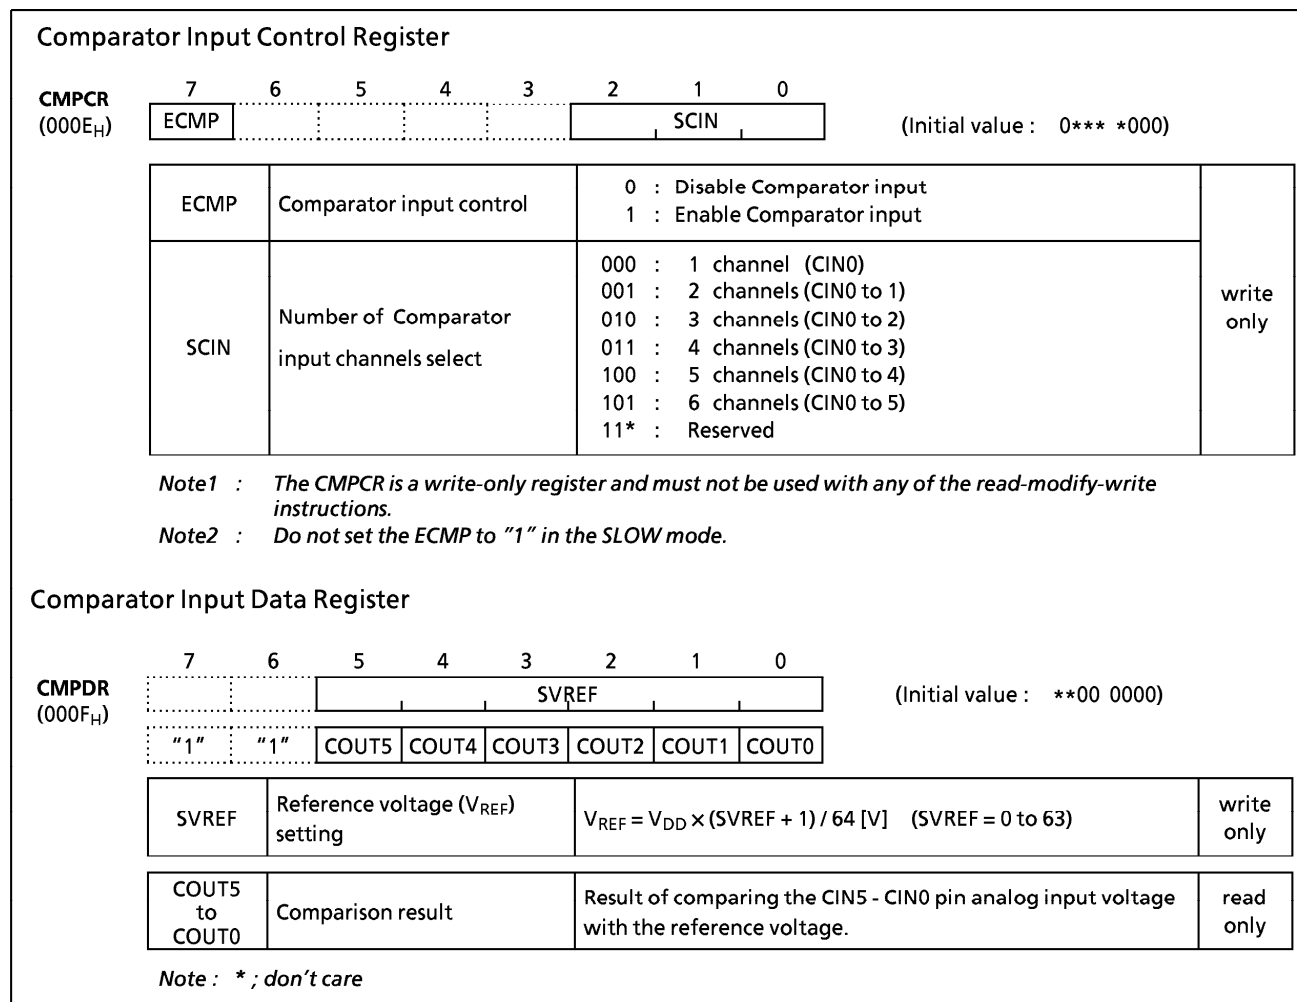 Comparator Input Control Register
7 6 5 4 3 2 1 0
CMPCR
(000EH)
ECMP SCIN (Initial value : 0*** *000)
ECMP Comparator input control
0 : Disable Comparator input
1 : Enable Comparator input
SCIN
Number of Comparator
input channels select
000 : 1 channel (CIN0)
001 : 2 channels (CIN0 to 1)
010 : 3 channels (CIN0 to 2)
011 : 4 channels (CIN0 to 3)
100 : 5 channels (CIN0 to 4)
101 : 6 channels (CIN0 to 5)
11* : Reserved
write
only
Note1 : The CMPCR is a write-only register and must not be used with any of the read-modify-write
instructions.
Note2 : Do not set the ECMP to "1" in the SLOW mode.
Comparator Input Data Register
7 6 5 4 3 2 1 0
CMPDR
(000FH)
SVREF (Initial value : **00 0000)
"1" "1" COUT5 COUT4 COUT3 COUT2 COUT1 COUT0
SVREF
Reference voltage (VREF)
setting
VREF = VDD × (SVREF + 1) / 64 [V] (SVREF = 0 to 63)
write
only
COUT5
to
COUT0
Comparison result
Result of comparing the CIN5 - CIN0 pin analog input voltage
with the reference voltage.
read
only
Note : * ; don't care